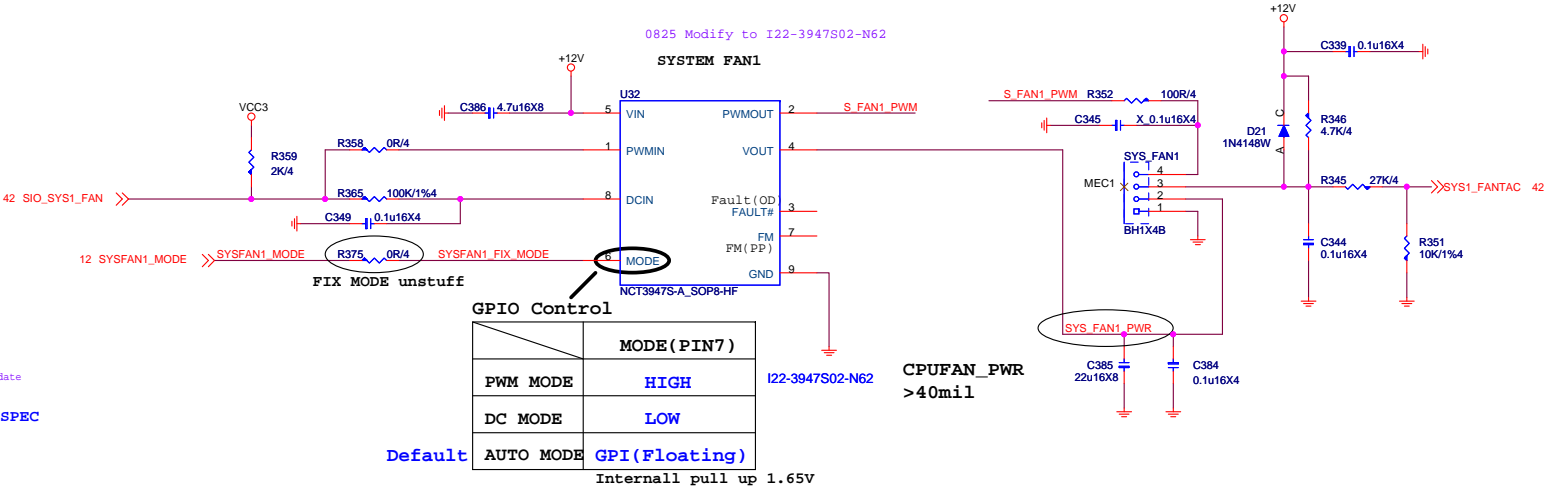 0825 Modify to I22-3947S02-N62
SYSTEM FAN1
+12V
+12V
C339 0.1u16X4
VCC3
C386 4.7u16X8
U32
5 VIN
PWMOUT 2
S_FAN1_PWM
S_FAN1_PWM R352 100R/4
C345 X_0.1u16X4
D21
1N4148W
C
A
R346
4.7K/4
R359
2K/4
R358 0R/4
1 PWMIN
VOUT 4
SYS_FAN1
MEC1
4
3
2
1
BH1X4B
42 SIO_SYS1_FAN
R365 100K/1%4
8 DCIN
Fault(OD)
FAULT# 3
R345 27K/4
SYS1_FANTAC 42
C349 0.1u16X4
FM 7
FM(PP)
C344
0.1u16X4
R351
10K/1%4
12 SYSFAN1_MODE
SYSFAN1_MODE
R375 0R/4
SYSFAN1_FIX_MODE
6 MODE
GND 9
FIX MODE unstuff
NCT3947S-A_SOP8-HF
GPIO Control
MODE(PIN7)
PWM MODE HIGH
DC MODE LOW
Default AUTO MODE GPI(Floating)
Internall pull up 1.65V
I22-3947S02-N62
CPUFAN_PWR
>40mil
SYS_FAN1_PWR
C385
22u16X8
C384
0.1u16X4
date
SPEC